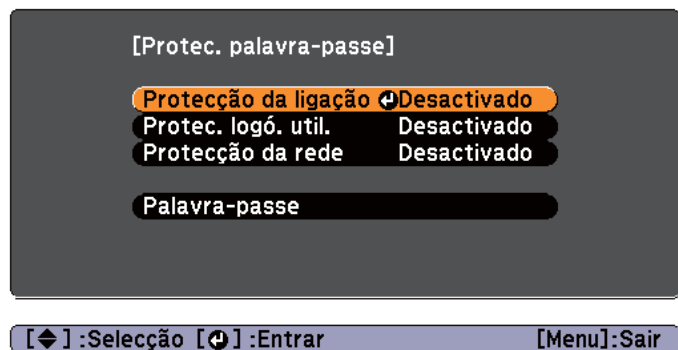 [Protec. palavra-passe]
Protecção da ligação Desactivado
Protec. logó. util. Desactivado
Protecção da rede Desactivado
Palavra-passe
[◆] :Selecção [↵] :Entrar [Menu]:Sair